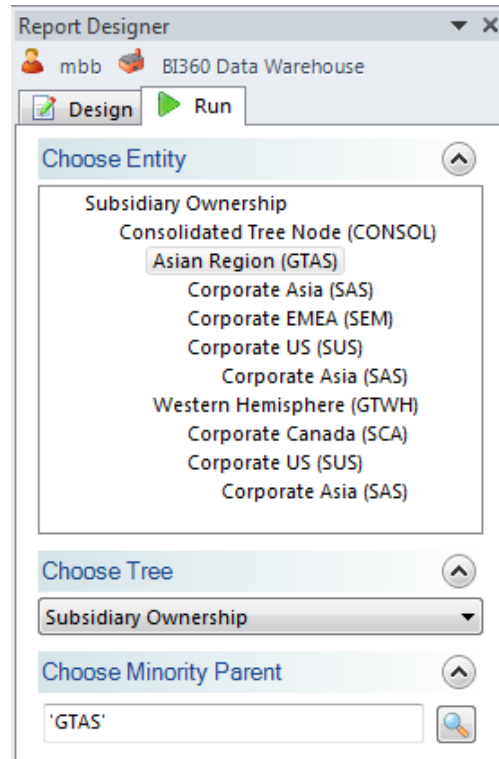 Report Designer
mbb BI360 Data Warehouse
Design Run
Choose Entity
Subsidiary Ownership
Consolidated Tree Node (CONSOL)
Asian Region (GTAS)
Corporate Asia (SAS)
Corporate EMEA (SEM)
Corporate US (SUS)
Corporate Asia (SAS)
Western Hemisphere (GTWH)
Corporate Canada (SCA)
Corporate US (SUS)
Corporate Asia (SAS)
Choose Tree
Subsidiary Ownership
Choose Minority Parent
'GTAS'